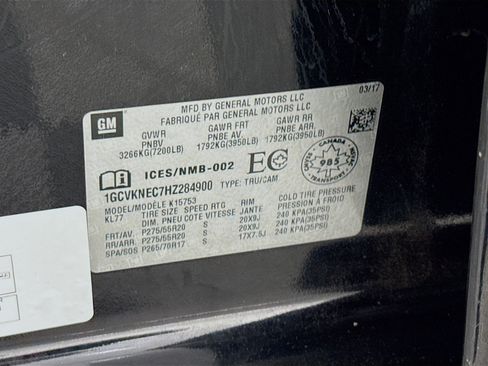 03/17
MFD BY GENERAL MOTORS LLC
FABRIQUÉ PAR GENERAL MOTORS LLC
GM
GVWR GAWR FRT GAWR RR
PNBV PNBE AV. PNBE ARR.
3266KG(7200LB) 1792KG(3950LB) 1792KG(3950LB)
ICES/NMB-002 EC CANADA 985 TRANSPORT
1GCVKNEC7HZ284900 TYPE: TRU/CAM
MODEL/MODÈLE K15753 COLD TIRE PRESSURE
KL77 TIRE SIZE SPEED RTG RIM PRESSION À FROID
DIM. PNEU COTE VITESSE JANTE
FRT/AV. P275/55R20 S 20X9J 240 KPA(35PSI)
RR/ARR. P275/55R20 S 20X9J 240 KPA(35PSI)
SPA/SOS P265/70R17 S 17X7.5J 240 KPA(35PSI)